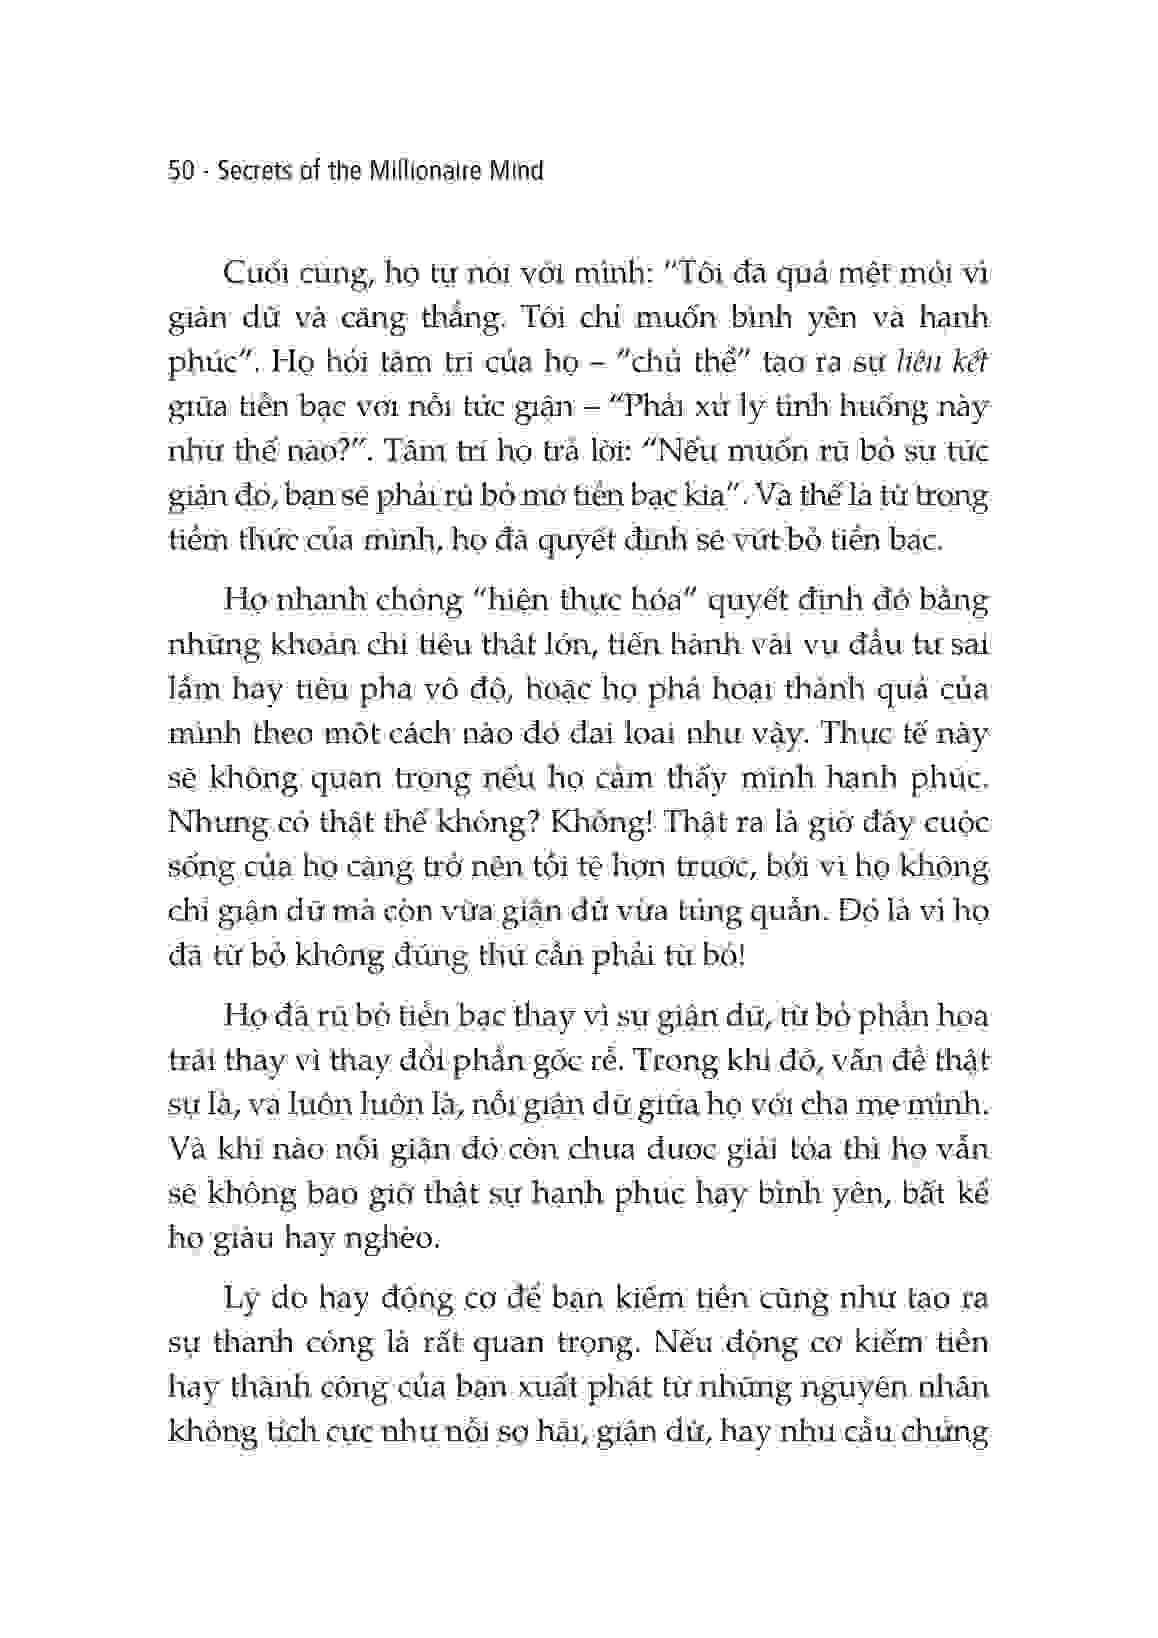 50 - Secrets of the Millionaire Mind
Cuối cùng, họ tự nói với mình: “Tôi đã quá mệt mỏi vì
giận dữ và căng thẳng. Tôi chỉ muốn bình yên và hạnh
phúc”. Họ hỏi tâm trí của họ – “chủ thể” tạo ra sự liên kết
giữa tiền bạc với nỗi tức giận – “Phải xử lý tình huống này
như thế nào?”. Tâm trí họ trả lời: “Nếu muốn rũ bỏ sự tức
giận đó, bạn sẽ phải rũ bỏ mớ tiền bạc kia”. Và thế là từ trong
tiềm thức của mình, họ đã quyết định sẽ vứt bỏ tiền bạc.
Họ nhanh chóng “hiện thực hóa” quyết định đó bằng
những khoản chi tiêu thật lớn, tiến hành vài vụ đầu tư sai
lầm hay tiêu pha vô độ, hoặc họ phá hoại thành quả của
mình theo một cách nào đó đại loại như vậy. Thực tế này
sẽ không quan trọng nếu họ cảm thấy mình hạnh phúc.
Nhưng có thật thế không? Không! Thật ra là giờ đây cuộc
sống của họ càng trở nên tồi tệ hơn trước, bởi vì họ không
chỉ giận dữ mà còn vừa giận dữ vừa túng quẫn. Đó là vì họ
đã từ bỏ không đúng thứ cần phải từ bỏ!
Họ đã rũ bỏ tiền bạc thay vì sự giận dữ, từ bỏ phần hoa
trái thay vì thay đổi phần gốc rễ. Trong khi đó, vấn đề thật
sự là, và luôn luôn là, nỗi giận dữ giữa họ với cha mẹ mình.
Và khi nào nỗi giận đó còn chưa được giải tỏa thì họ vẫn
sẽ không bao giờ thật sự hạnh phúc hay bình yên, bất kể
họ giàu hay nghèo.
Lý do hay động cơ để bạn kiếm tiền cũng như tạo ra
sự thành công là rất quan trọng. Nếu động cơ kiếm tiền
hay thành công của bạn xuất phát từ những nguyên nhân
không tích cực như nỗi sợ hãi, giận dữ, hay nhu cầu chứng